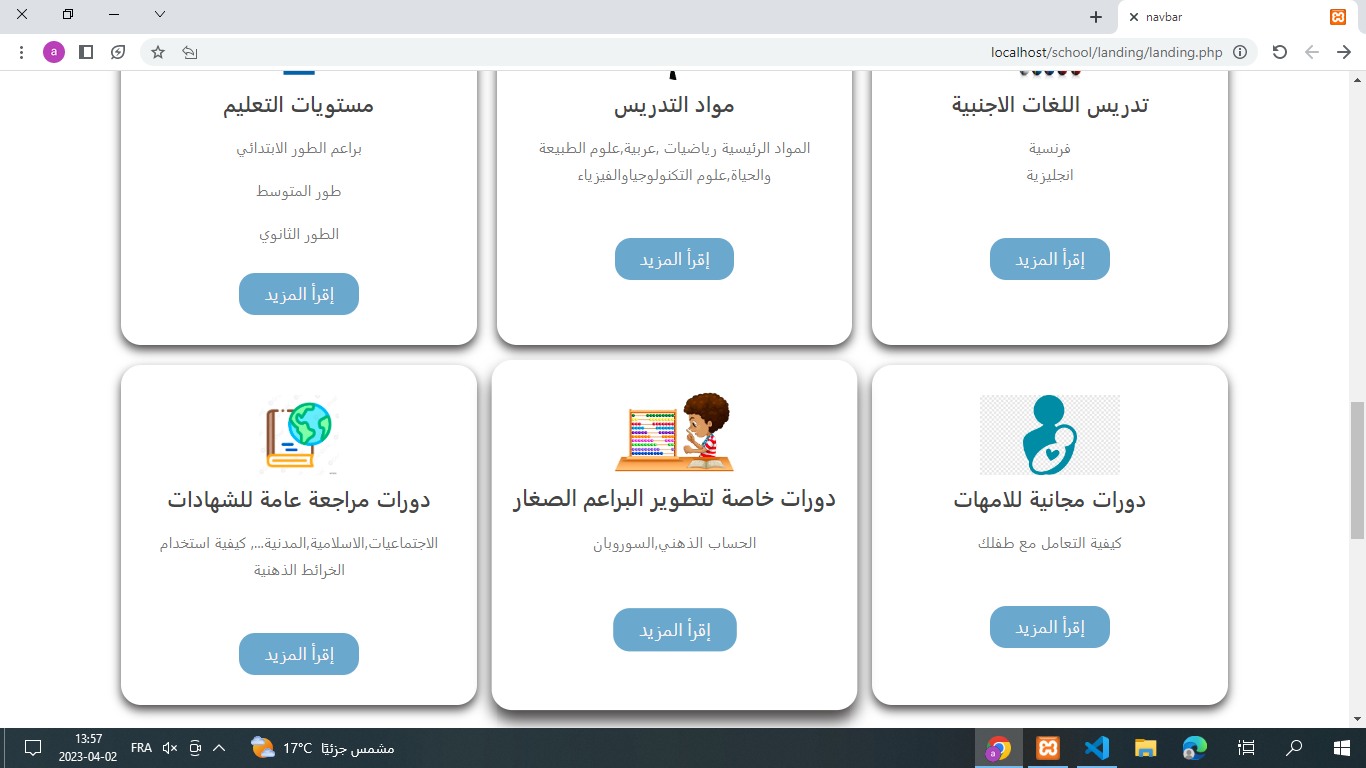 navbar
localhost/school/landing/landing.php
a
تدريس اللغات الاجنبية
فرنسية
انجليزية
إقرأ المزيد
مواد التدريس
المواد الرئيسية رياضيات ,عربية,علوم الطبيعة
والحياة,علوم التكنولوجياوالفيزياء
إقرأ المزيد
مستويات التعليم
براعم الطور الابتدائي
طور المتوسط
الطور الثانوي
إقرأ المزيد
دورات مجانية للامهات
كيفية التعامل مع طفلك
إقرأ المزيد
دورات خاصة لتطوير البراعم الصغار
الحساب الذهني,السوروبان
إقرأ المزيد
دورات مراجعة عامة للشهادات
الاجتماعيات,الاسلامية,المدنية..., كيفية استخدام
الخرائط الذهنية
إقرأ المزيد
a
مشمس جزئيًا 17°C
FRA
13:57
2023-04-02